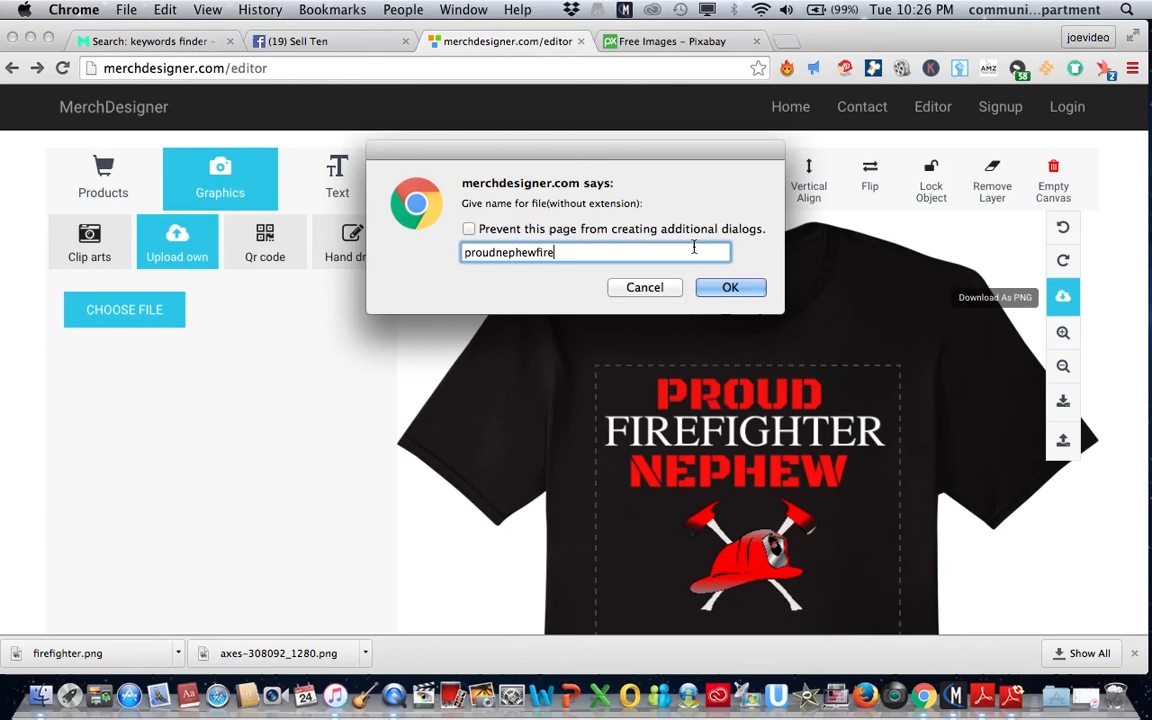 Chrome File Edit View History Bookmarks People Window Help (99%) Tue 10:26 PM communi...partment
Search: keywords finder - (19) Sell Ten merchdesigner.com/editor Free Images - Pixabay joevideo
merchdesigner.com/editor AMZ 58 2
MerchDesigner Home Contact Editor Signup Login
Products Graphics Text Vertical Align Flip Lock Object Remove Layer Empty Canvas
Clip arts Upload own Qr code Hand dr
CHOOSE FILE
merchdesigner.com says:
Give name for file(without extension):
Prevent this page from creating additional dialogs.
proudnephewfire
Cancel OK
Download As PNG
PROUD
FIREFIGHTER
NEPHEW
firefighter.png axes-308092_1280.png Show All